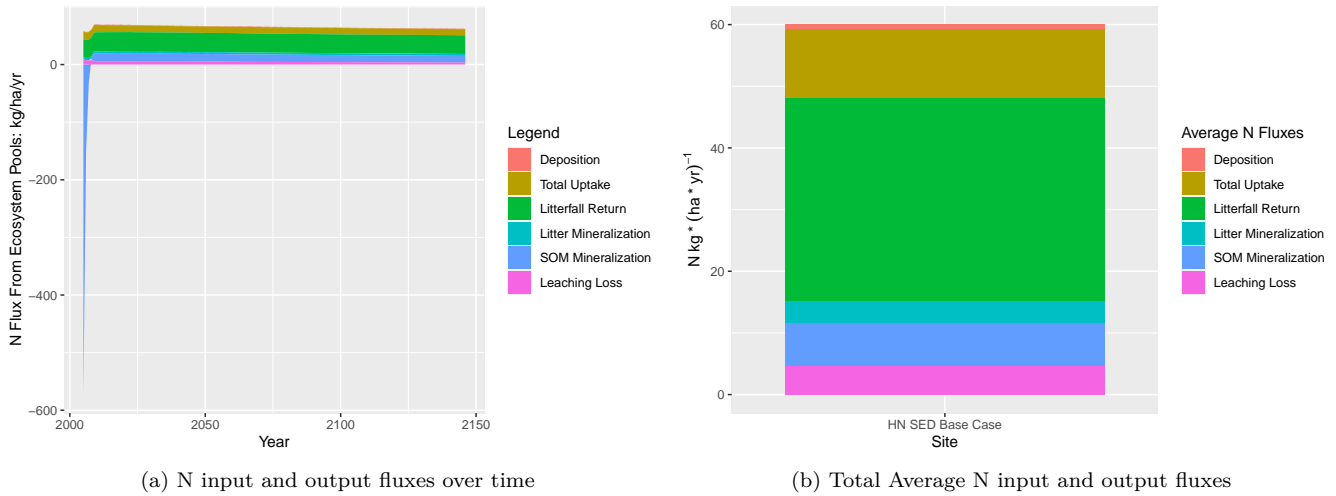 N Flux From Ecosystem Pools: kg/ha/yr
0
−200
−400
−600
2000
2050
2100
2150
Year
Legend
Deposition
Total Uptake
Litterfall Return
Litter Mineralization
SOM Mineralization
Leaching Loss
(a) N input and output fluxes over time
N kg * (ha * yr)⁻¹
60
40
20
0
HN SED Base Case
Site
Average N Fluxes
Deposition
Total Uptake
Litterfall Return
Litter Mineralization
SOM Mineralization
Leaching Loss
(b) Total Average N input and output fluxes